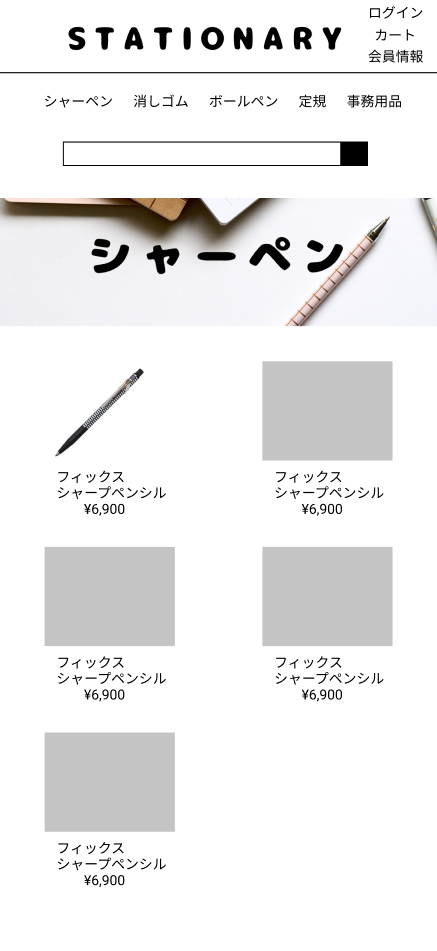 STATIONARY
ログイン
カート
会員情報
シャーペン 消しゴム ボールペン 定規 事務用品
シャーペン
フィックス
シャープペンシル
¥6,900
フィックス
シャープペンシル
¥6,900
フィックス
シャープペンシル
¥6,900
フィックス
シャープペンシル
¥6,900
フィックス
シャープペンシル
¥6,900